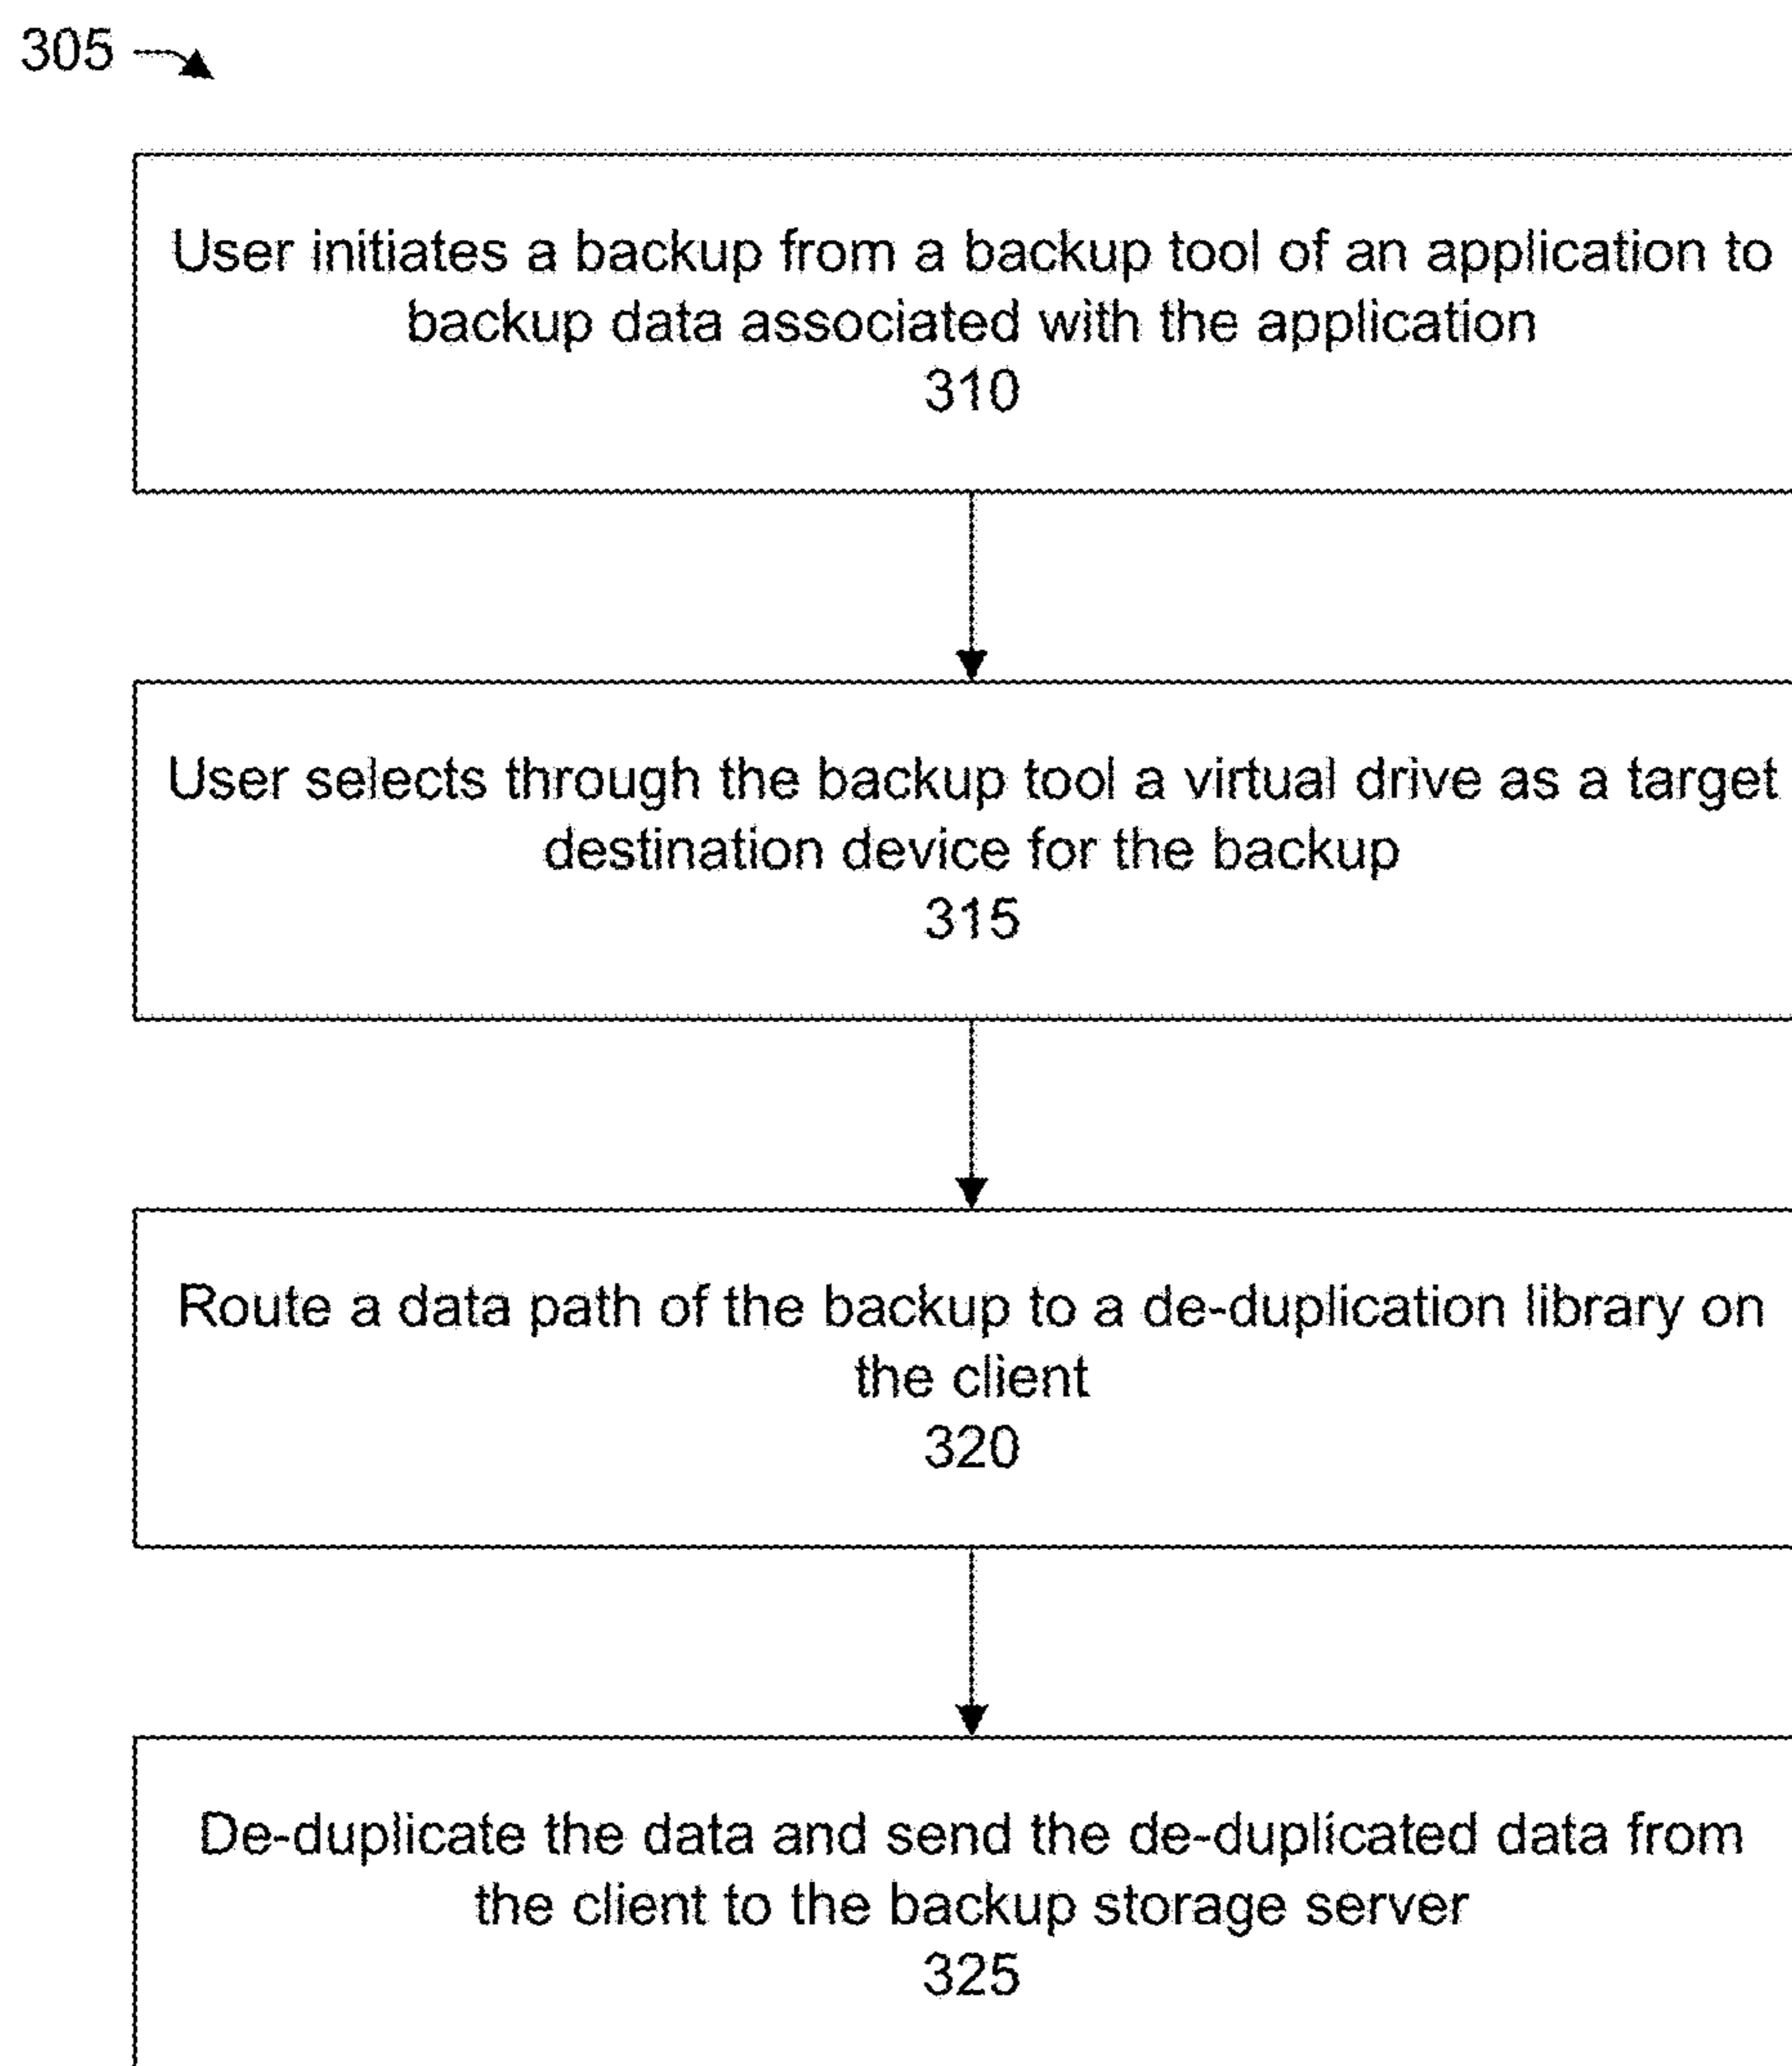 305
User initiates a backup from a backup tool of an application to
backup data associated with the application
310
User selects through the backup tool a virtual drive as a target
destination device for the backup
315
Route a data path of the backup to a de-duplication library on
the client
320
De-duplicate the data and send the de-duplicated data from
the client to the backup storage server
325